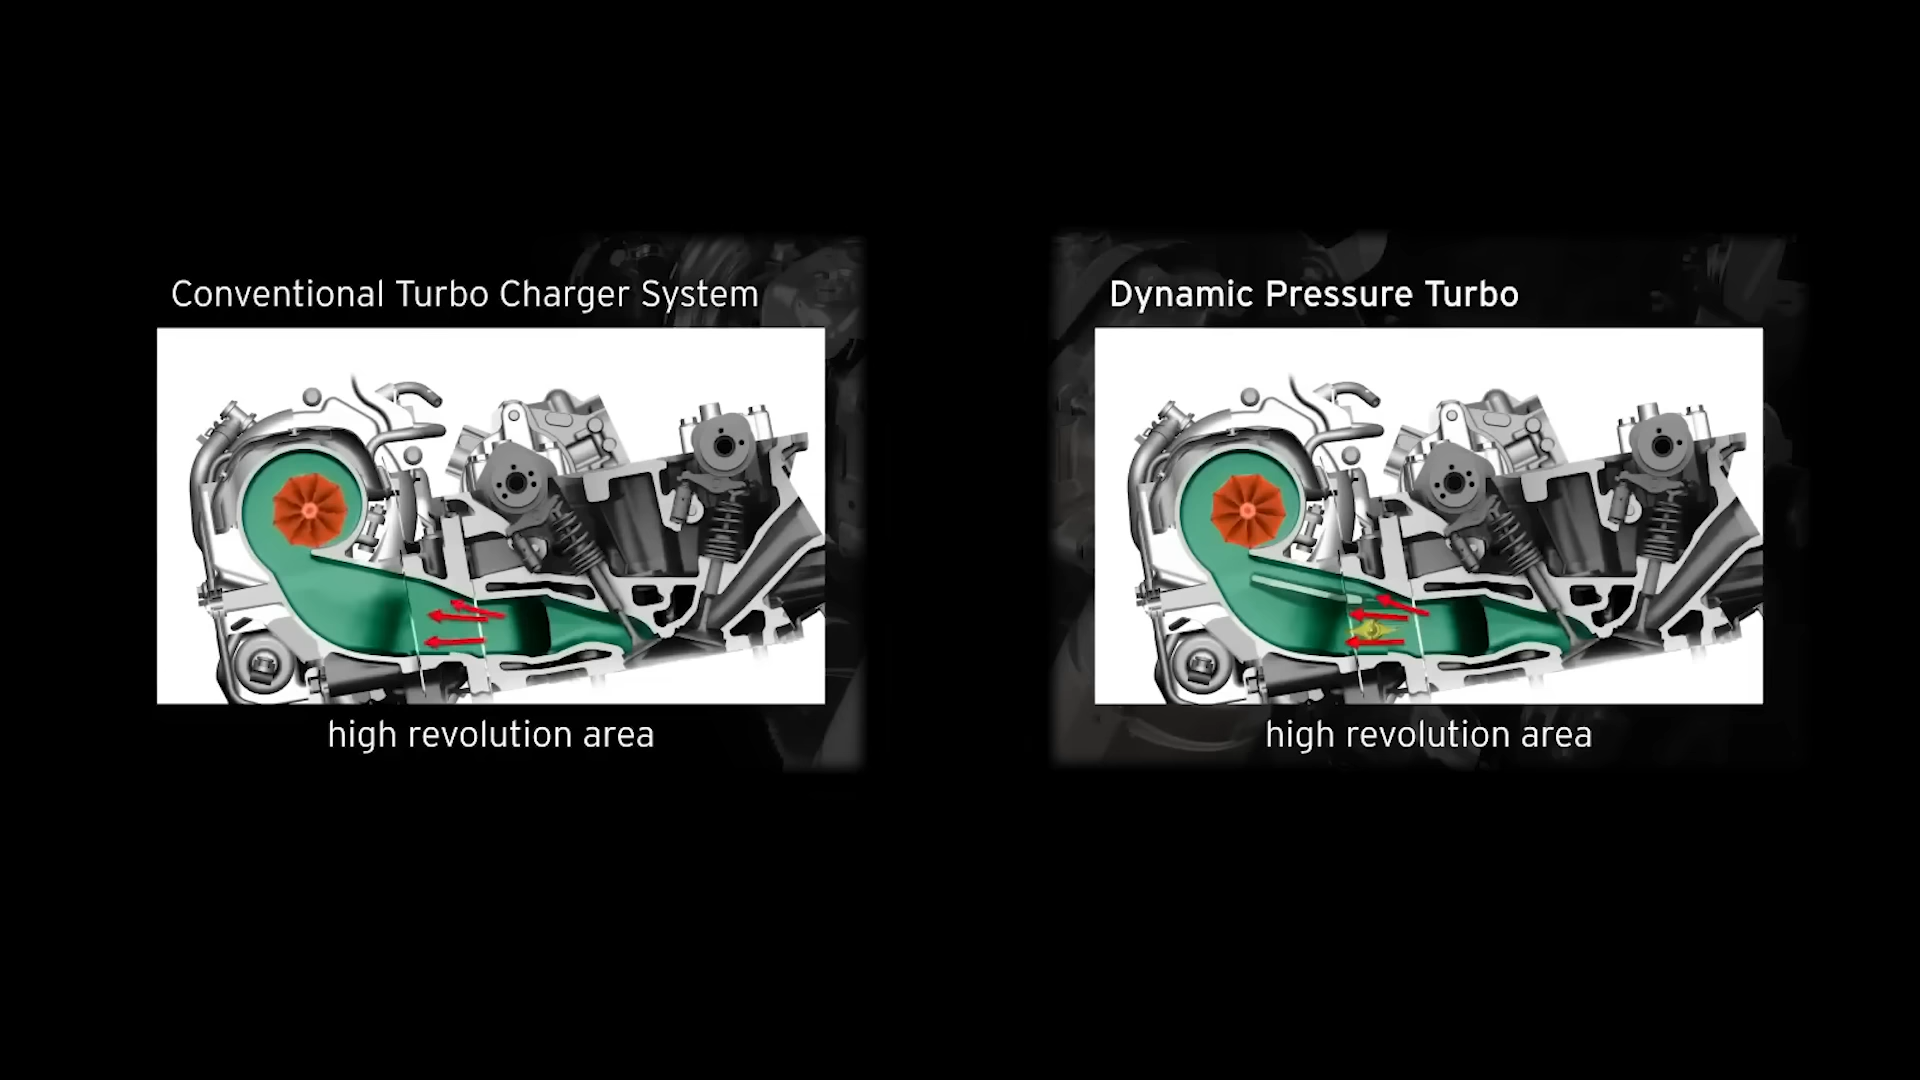 Conventional Turbo Charger System
Dynamic Pressure Turbo
high revolution area
high revolution area